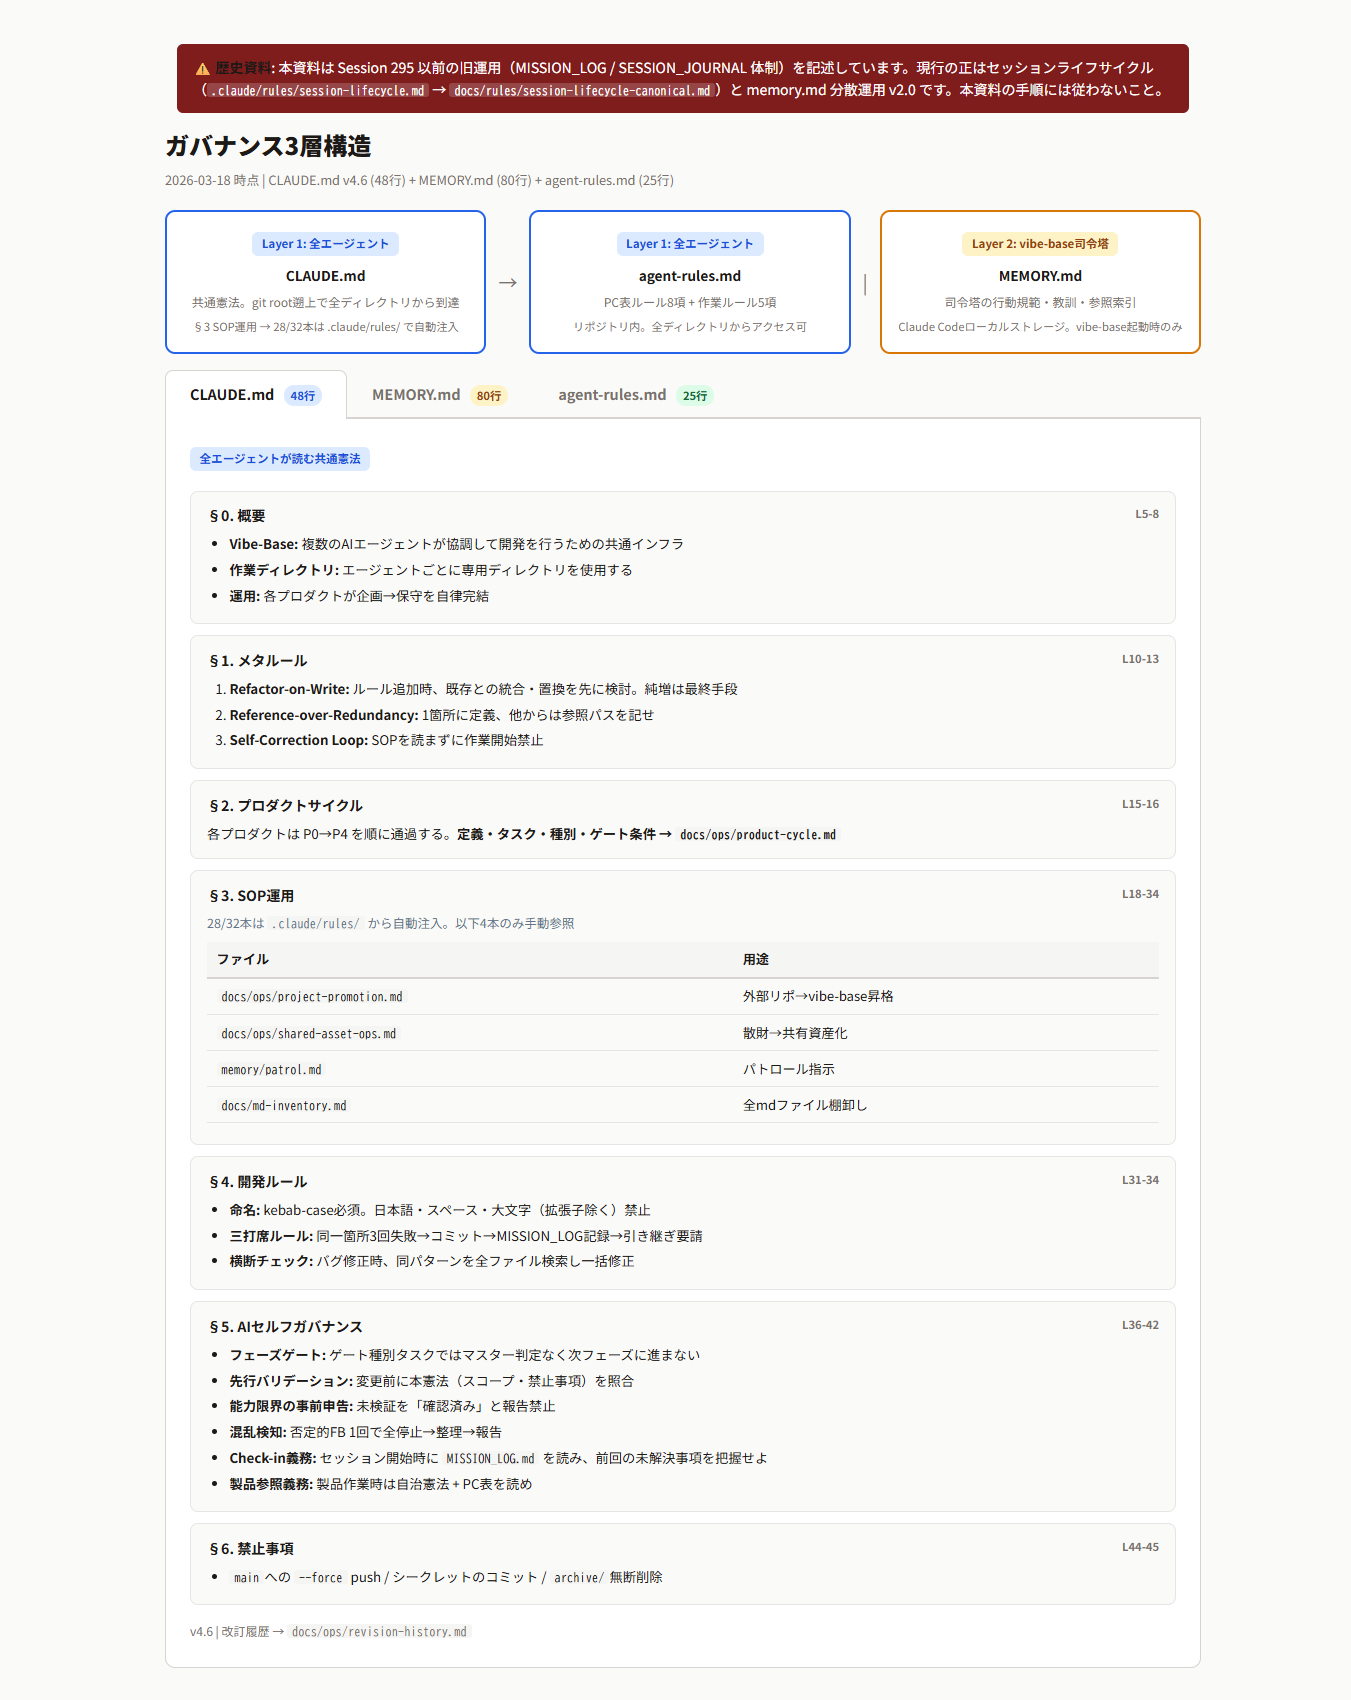 ⚠ 歴史資料: 本資料は Session 295 以前の旧運用（MISSION_LOG / SESSION_JOURNAL 体制）を記述しています。現行の正はセッションライフサイクル
（.claude/rules/session-lifecycle.md → docs/rules/session-lifecycle-canonical.md）と memory.md 分散運用 v2.0 です。本資料の手順には従わないこと。
ガバナンス3層構造
2026-03-18 時点 | CLAUDE.md v4.6 (48行) + MEMORY.md (80行) + agent-rules.md (25行)
Layer 1: 全エージェント
CLAUDE.md
共通憲法。git root遡上で全ディレクトリから到達
§3 SOP運用 → 28/32本は .claude/rules/ で自動注入
→
Layer 1: 全エージェント
agent-rules.md
PC表ルール8項 + 作業ルール5項
リポジトリ内。全ディレクトリからアクセス可
|
Layer 2: vibe-base司令塔
MEMORY.md
司令塔の行動規範・教訓・参照索引
Claude Codeローカルストレージ。vibe-base起動時のみ
CLAUDE.md 48行
MEMORY.md 80行
agent-rules.md 25行
全エージェントが読む共通憲法
§0. 概要 L5-8
• Vibe-Base: 複数のAIエージェントが協調して開発を行うための共通インフラ
• 作業ディレクトリ: エージェントごとに専用ディレクトリを使用する
• 運用: 各プロダクトが企画→保守を自律完結
§1. メタルール L10-13
1. Refactor-on-Write: ルール追加時、既存との統合・置換を先に検討。純増は最終手段
2. Reference-over-Redundancy: 1箇所に定義、他からは参照パスを記せ
3. Self-Correction Loop: SOPを読まずに作業開始禁止
§2. プロダクトサイクル L15-16
各プロダクトは P0→P4 を順に通過する。定義・タスク・種別・ゲート条件 → docs/ops/product-cycle.md
§3. SOP運用 L18-34
28/32本は .claude/rules/ から自動注入。以下4本のみ手動参照
ファイル 用途
docs/ops/project-promotion.md 外部リポ→vibe-base昇格
docs/ops/shared-asset-ops.md 散財→共有資産化
memory/patrol.md パトロール指示
docs/md-inventory.md 全mdファイル棚卸し
§4. 開発ルール L31-34
• 命名: kebab-case必須。日本語・スペース・大文字（拡張子除く）禁止
• 三打席ルール: 同一箇所3回失敗→コミット→MISSION_LOG記録→引き継ぎ要請
• 横断チェック: バグ修正時、同パターンを全ファイル検索し一括修正
§5. AIセルフガバナンス L36-42
• フェーズゲート: ゲート種別タスクではマスター判定なく次フェーズに進まない
• 先行バリデーション: 変更前に本憲法（スコープ・禁止事項）を照合
• 能力限界の事前申告: 未検証を「確認済み」と報告禁止
• 混乱検知: 否定的FB 1回で全停止→整理→報告
• Check-in義務: セッション開始時に MISSION_LOG.md を読み、前回の未解決事項を把握せよ
• 製品参照義務: 製品作業時は自治憲法 + PC表を読め
§6. 禁止事項 L44-45
• main への --force push / シークレットのコミット / archive/ 無断削除
v4.6 | 改訂履歴 → docs/ops/revision-history.md